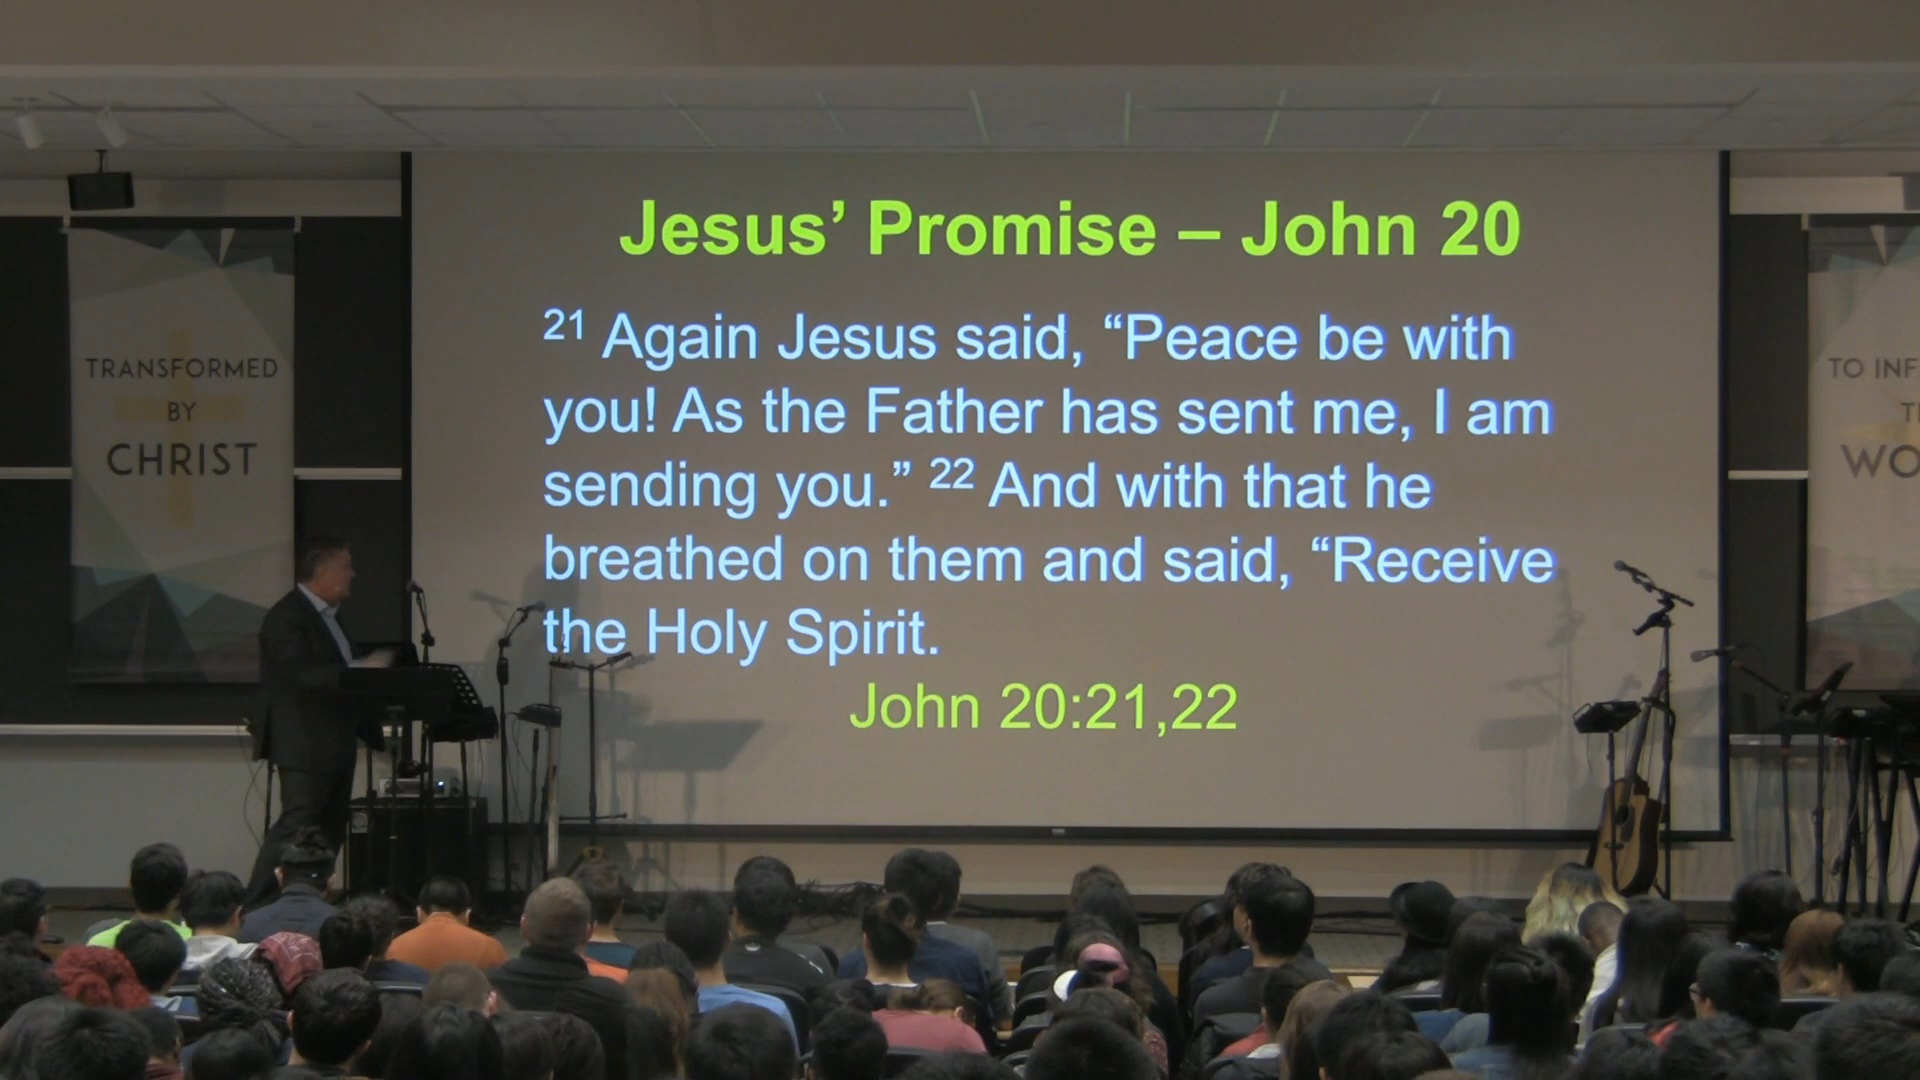 Jesus’ Promise – John 20
21 Again Jesus said, “Peace be with
you! As the Father has sent me, I am
sending you.” 22 And with that he
breathed on them and said, “Receive
the Holy Spirit.
John 20:21,22
TRANSFORMED
BY
CHRIST
TO